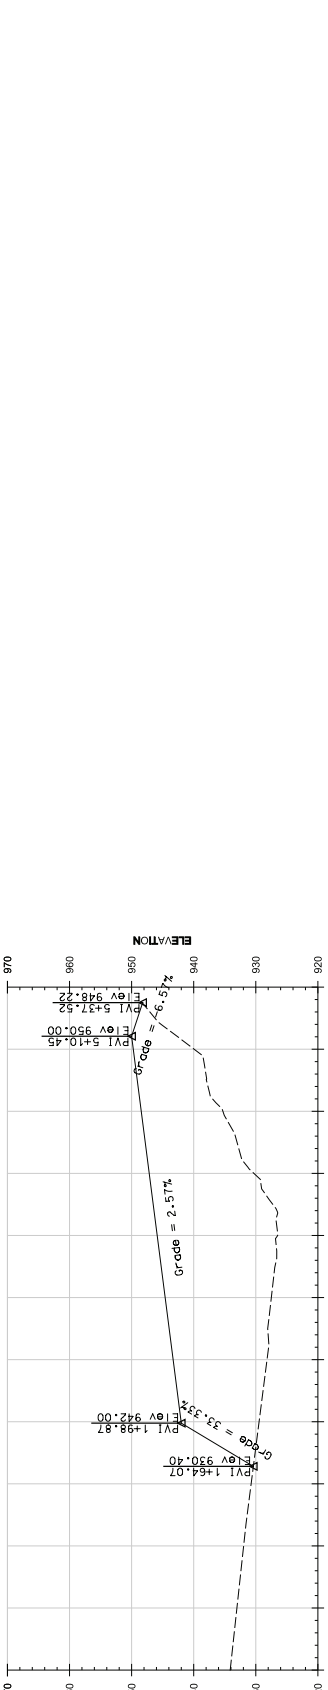 ELEVATION
970
960
950
940
930
920
PVI 5+37.52
Elev 948.22
PVI 5+10.45
Elev 950.00
Grade = -6.57%
Grade = 2.57%
PVI 1+98.87
Elev 942.00
Grade = 33.33%
PVI 1+64.07
Elev 930.40
0
0
0
0
0
0